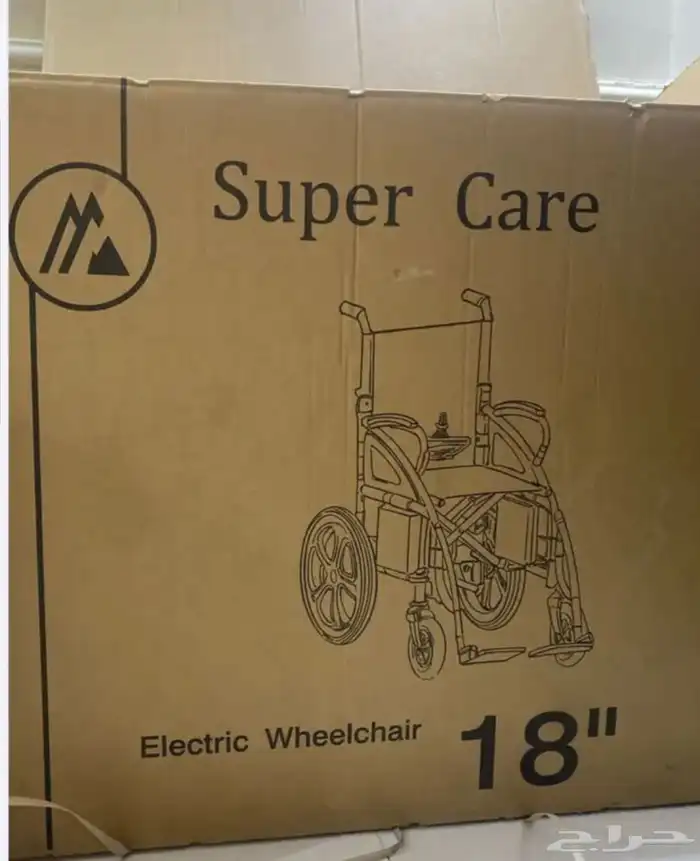 Super Care
Electric Wheelchair 18"
حراج